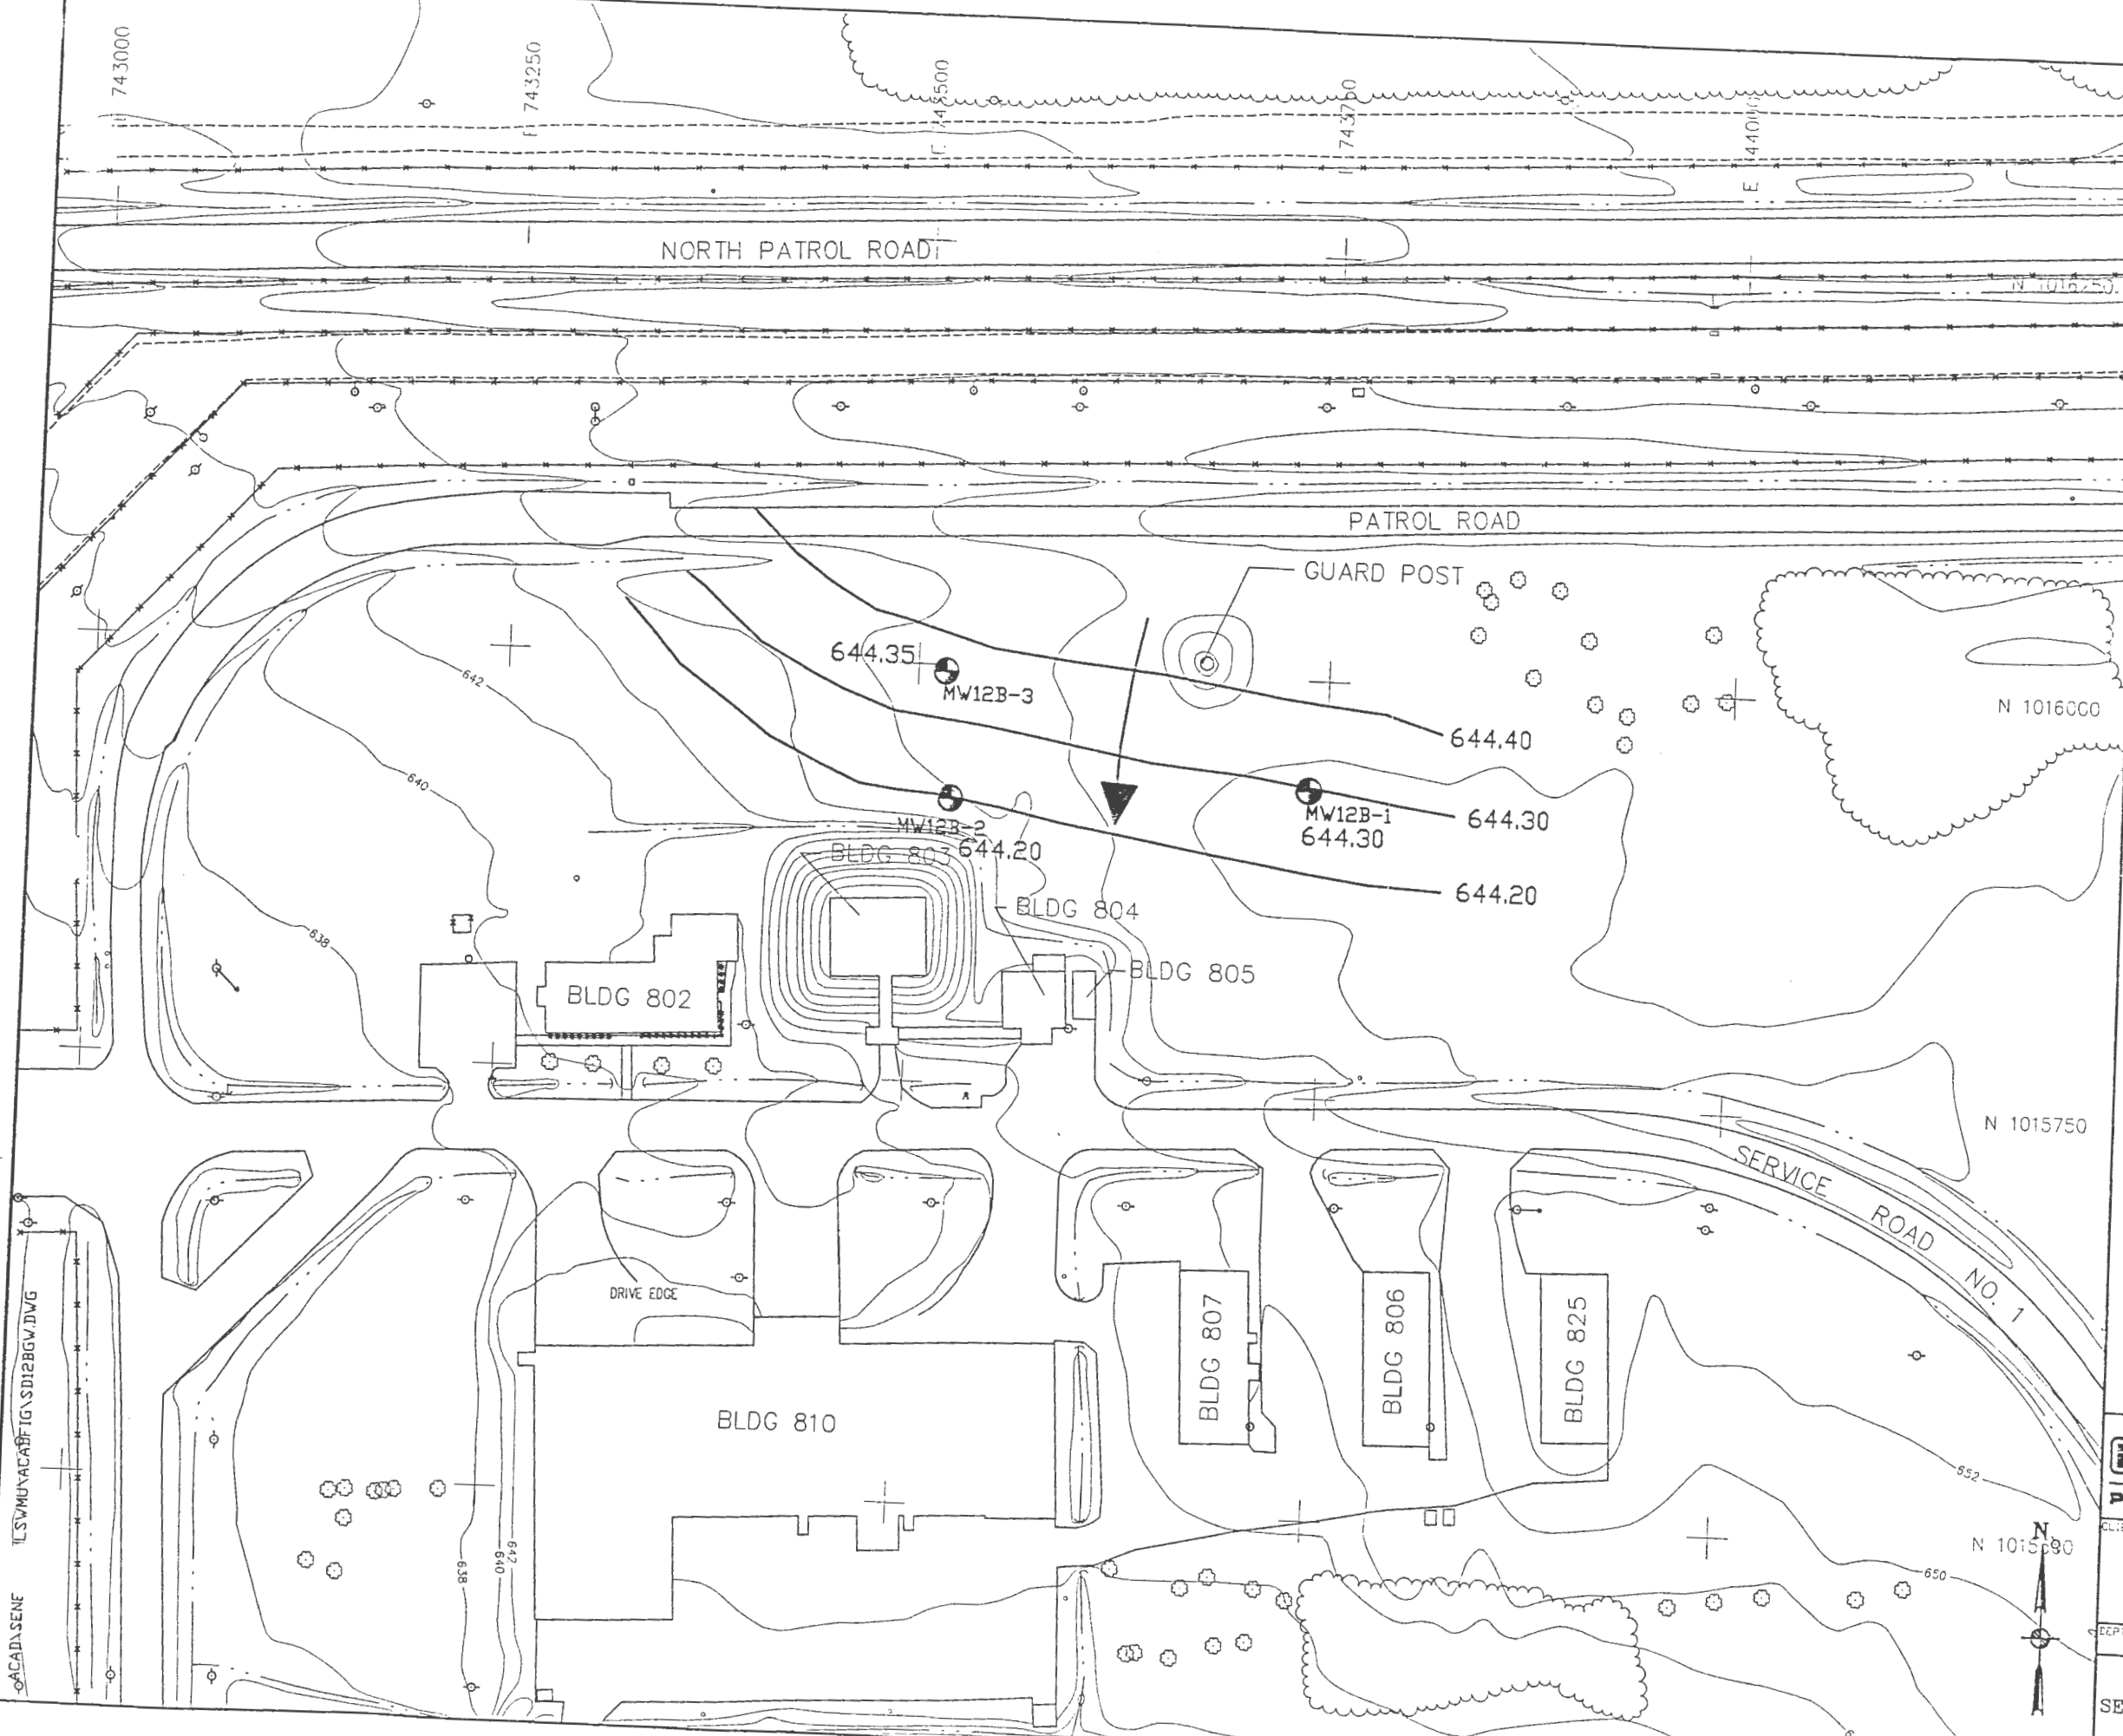 743000
743250
743500
NORTH PATROL ROAD
PATROL ROAD
GUARD POST
644.35
MW12B-3
642
N 1016000
644.40
640
MW12B-1
644.30
644.30
MW12B-2
644.20
BLDG 803
644.20
BLDG 804
638
BLDG 805
BLDG 802
N 1015750
SERVICE ROAD NO. 1
DRIVE EDGE
BLDG 807
BLDG 806
BLDG 825
BLDG 810
652
642
640
638
650
N